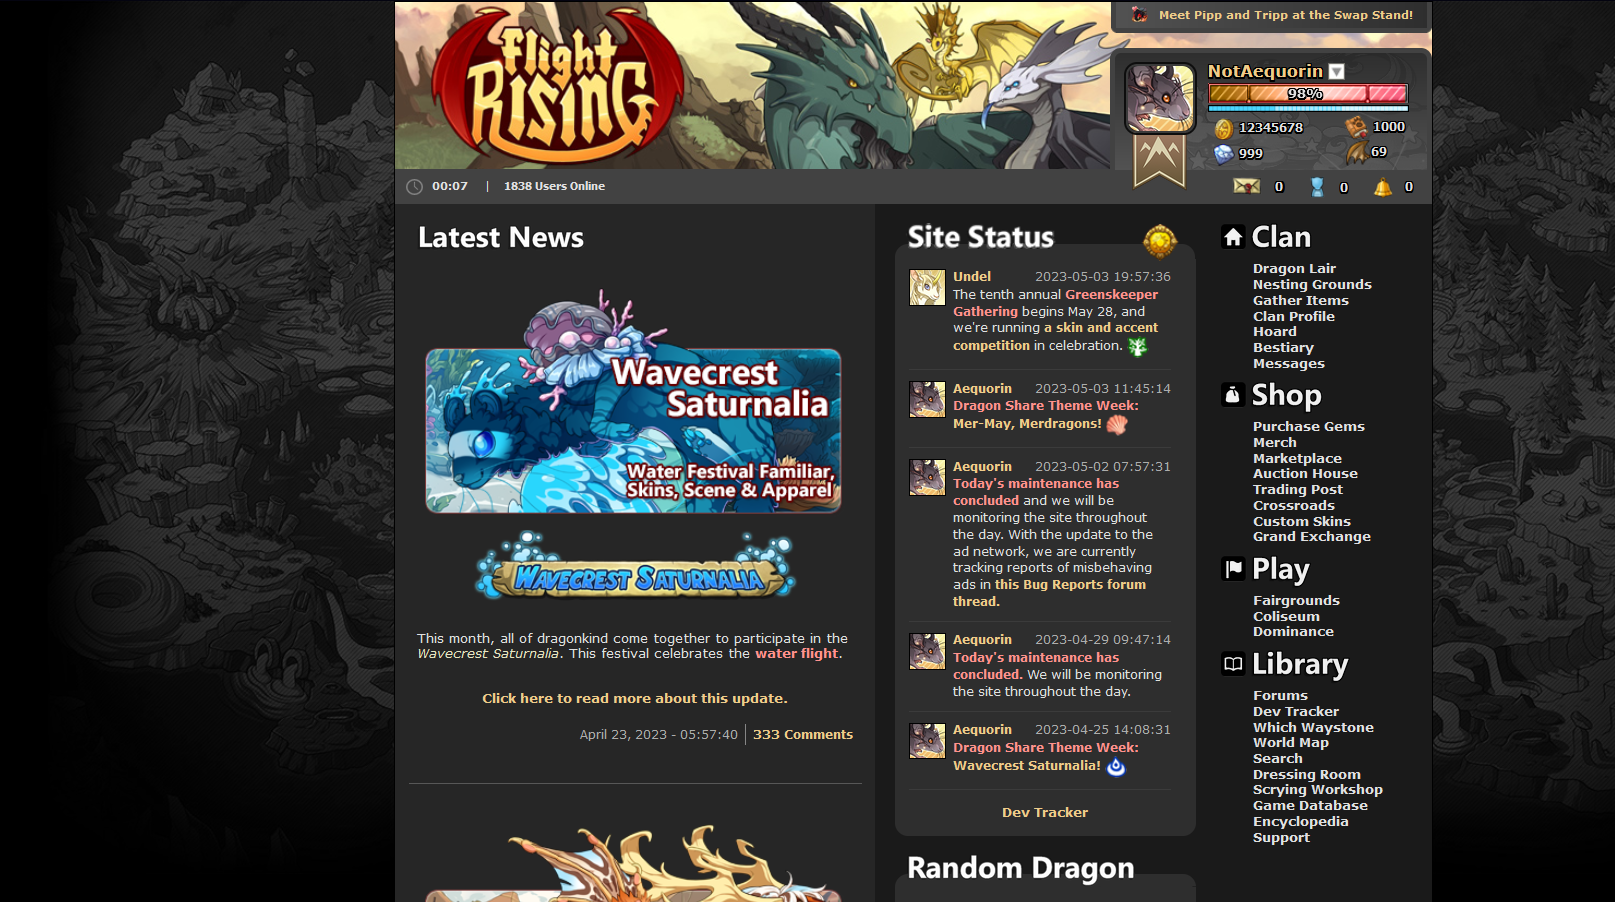 Flight
RISING
Meet Pipp and Tripp at the Swap Stand!
NotAequorin
98%
12345678
1000
999
69
00:07 | 1838 Users Online
0
0
0
Latest News
Wavecrest
Saturnalia
Water Festival Familiar,
Skins, Scene & Apparel
WAVECREST SATURNALIA
This month, all of dragonkind come together to participate in the
Wavecrest Saturnalia. This festival celebrates the water flight.
Click here to read more about this update.
April 23, 2023 - 05:57:40 | 333 Comments
Site Status
Undel 2023-05-03 19:57:36
The tenth annual Greenskeeper
Gathering begins May 28, and
we're running a skin and accent
competition in celebration.
Aequorin 2023-05-03 11:45:14
Dragon Share Theme Week:
Mer-May, Merdragons!
Aequorin 2023-05-02 07:57:31
Today's maintenance has
concluded and we will be
monitoring the site throughout
the day. With the update to the
ad network, we are currently
tracking reports of misbehaving
ads in this Bug Reports forum
thread.
Aequorin 2023-04-29 09:47:14
Today's maintenance has
concluded. We will be monitoring
the site throughout the day.
Aequorin 2023-04-25 14:08:31
Dragon Share Theme Week:
Wavecrest Saturnalia!
Dev Tracker
Random Dragon
Clan
Dragon Lair
Nesting Grounds
Gather Items
Clan Profile
Hoard
Bestiary
Messages
Shop
Purchase Gems
Merch
Marketplace
Auction House
Trading Post
Crossroads
Custom Skins
Grand Exchange
Play
Fairgrounds
Coliseum
Dominance
Library
Forums
Dev Tracker
Which Waystone
World Map
Search
Dressing Room
Scrying Workshop
Game Database
Encyclopedia
Support